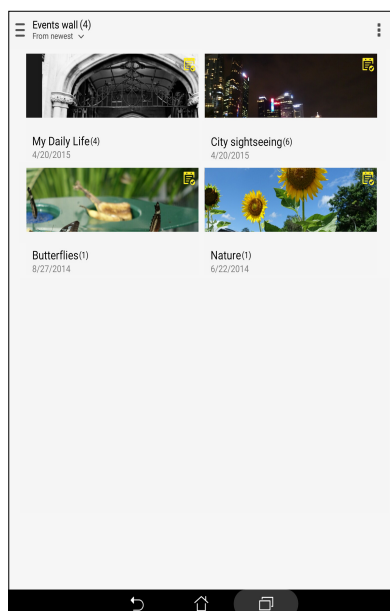 Events wall (4)
From newest
My Daily Life(4)
4/20/2015
City sightseeing(6)
4/20/2015
Butterflies(1)
8/27/2014
Nature(1)
6/22/2014